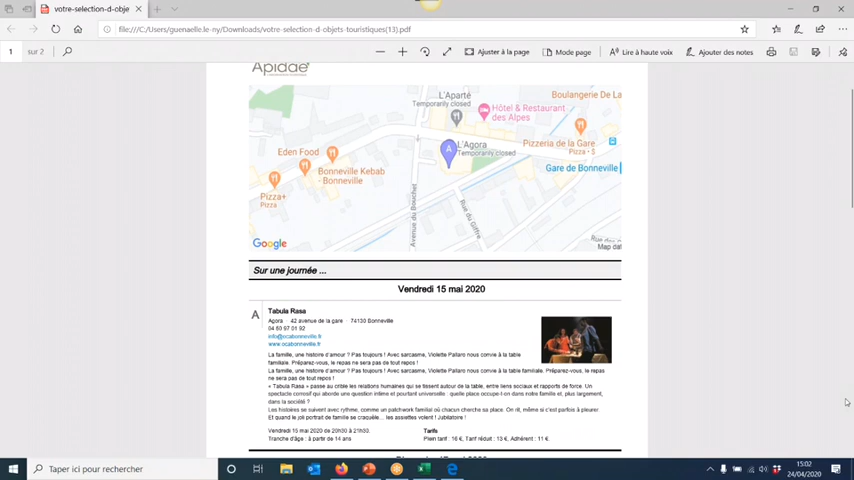 votre-selection-d-obje
file:///C:/Users/guenaelle.le-ny/Downloads/votre-selection-d-objets-touristiques(13).pdf
1 sur 2
Ajuster à la page
Mode page
Lire à haute voix
Ajouter des notes
Apidae
L'Aparté
Temporarily closed
Hôtel & Restaurant
des Alpes
Boulangerie De La
L'Agora
Temporarily closed
Pizzeria de la Gare
Pizza · $
Eden Food
Bonneville Kebab
- Bonneville
Gare de Bonneville
Pizza+
Pizza
Avenue du Bouchet
Rue du Giffre
Rue des
Google
Map da
Sur une journée ...
Vendredi 15 mai 2020
A
A
Tabula Rasa
Agora · 42 avenue de la gare · 74130 Bonneville
04 50 97 01 92
info@ocabonneville.fr
www.ocabonneville.fr
La famille, une histoire d'amour ? Pas toujours ! Avec sarcasme, Violette Pallaro nous convie à la table
familiale. Préparez-vous, le repas ne sera pas de tout repos !
La famille, une histoire d'amour ? Pas toujours ! Avec sarcasme, Violette Pallaro nous convie à la table familiale. Préparez-vous, le repas
ne sera pas de tout repos !
« Tabula Rasa » passe au crible les relations humaines qui se tissent autour de la table, entre liens sociaux et rapports de force. Un
spectacle corrosif qui aborde une question intime et pourtant universelle : quelle place occupe-t-on dans notre famille et, plus largement,
dans la société ?
Les histoires se suivent avec rythme, comme un patchwork familial où chacun cherche sa place. On rit, même si c'est parfois à pleurer.
Et quand le joli portrait de famille se craquèle... les assiettes volent ! Jubilatoire !
Vendredi 15 mai 2020 de 20h30 à 21h30.
Tranche d'âge : à partir de 14 ans
Tarifs
Plein tarif : 16 €, Tarif réduit : 13 €, Adhérent : 11 €.
Taper ici pour rechercher
15:02
24/04/2020